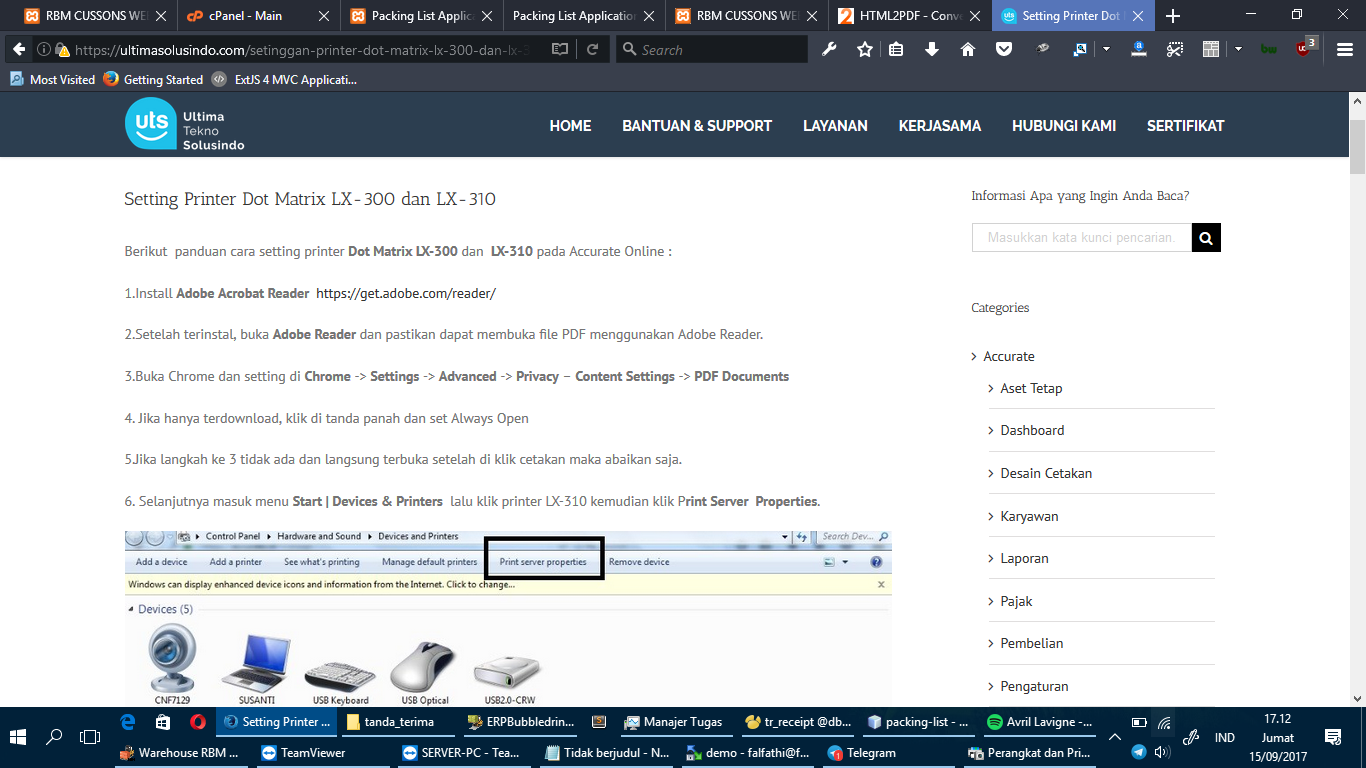 RBM CUSSONS WE
cPanel - Main
Packing List Applic
Packing List Application
RBM CUSSONS WE
HTML2PDF - Conv
Setting Printer Dot
https://ultimasolusindo.com/setinggan-printer-dot-matrix-lx-300-dan-lx-3
Search
3
Most Visited
Getting Started
ExtJS 4 MVC Applicati...
uts
Ultima
Tekno
Solusindo
HOME
BANTUAN & SUPPORT
LAYANAN
KERJASAMA
HUBUNGI KAMI
SERTIFIKAT
Setting Printer Dot Matrix LX-300 dan LX-310
Berikut panduan cara setting printer Dot Matrix LX-300 dan LX-310 pada Accurate Online :
1.Install Adobe Acrobat Reader https://get.adobe.com/reader/
2.Setelah terinstal, buka Adobe Reader dan pastikan dapat membuka file PDF menggunakan Adobe Reader.
3.Buka Chrome dan setting di Chrome -> Settings -> Advanced -> Privacy – Content Settings -> PDF Documents
4. Jika hanya terdownload, klik di tanda panah dan set Always Open
5.Jika langkah ke 3 tidak ada dan langsung terbuka setelah di klik cetakan maka abaikan saja.
6. Selanjutnya masuk menu Start | Devices & Printers lalu klik printer LX-310 kemudian klik Print Server Properties.
Control Panel
Hardware and Sound
Devices and Printers
Search Dev...
Add a device
Add a printer
See what's printing
Manage default printers
Print server properties
Remove device
Windows can display enhanced device icons and information from the Internet. Click to change...
Devices (5)
CNF7129
SUSANTI
USB Keyboard
USB Optical
USB2.0-CRW
Informasi Apa yang Ingin Anda Baca?
Masukkan kata kunci pencarian.
Categories
Accurate
Aset Tetap
Dashboard
Desain Cetakan
Karyawan
Laporan
Pajak
Pembelian
Pengaturan
Setting Printer ...
tanda_terima
ERPBubbledrin...
Manajer Tugas
tr_receipt @db...
packing-list - ...
Avril Lavigne -...
Warehouse RBM ...
TeamViewer
SERVER-PC - Tea...
Tidak berjudul - N...
demo - falfathi@f...
Telegram
Perangkat dan Pri...
IND
17.12
Jumat
15/09/2017